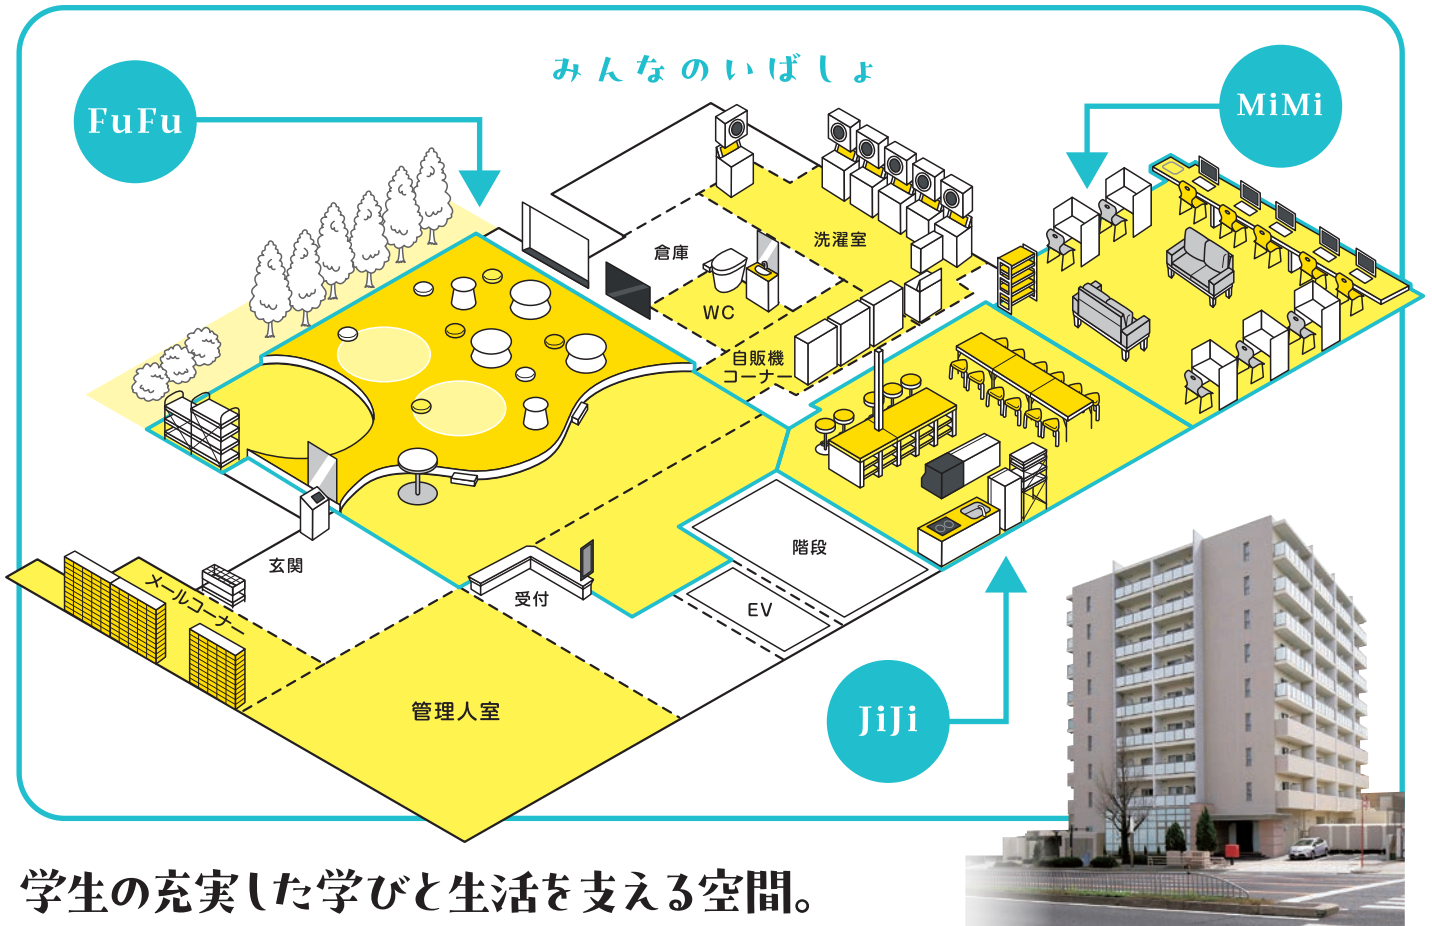 みんなのいばしょ
FuFu
MiMi
洗濯室
倉庫
WC
自販機
コーナー
階段
玄関
受付
EV
メールコーナー
管理人室
JiJi
学生の充実した学びと生活を支える空間。